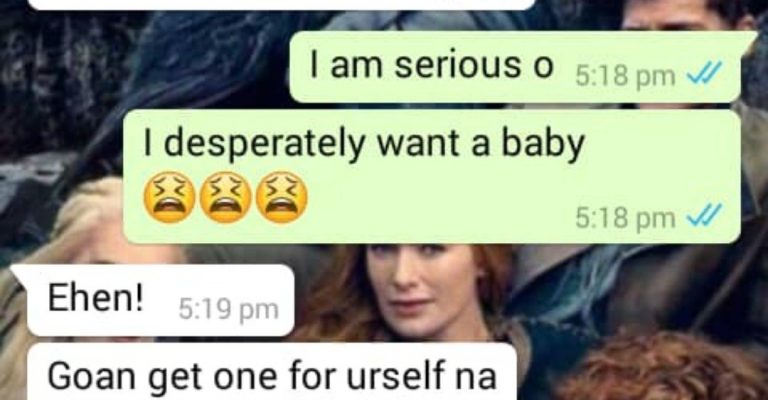 I am serious o 5:18 pm
I desperately want a baby
😫😫😫
5:18 pm
Ehen! 5:19 pm
Goan get one for urself na